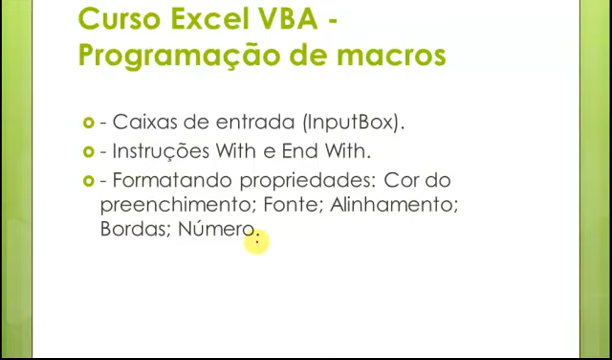 Curso Excel VBA -
Programação de macros
- Caixas de entrada (InputBox).
- Instruções With e End With.
- Formatando propriedades: Cor do
preenchimento; Fonte; Alinhamento;
Bordas; Número.